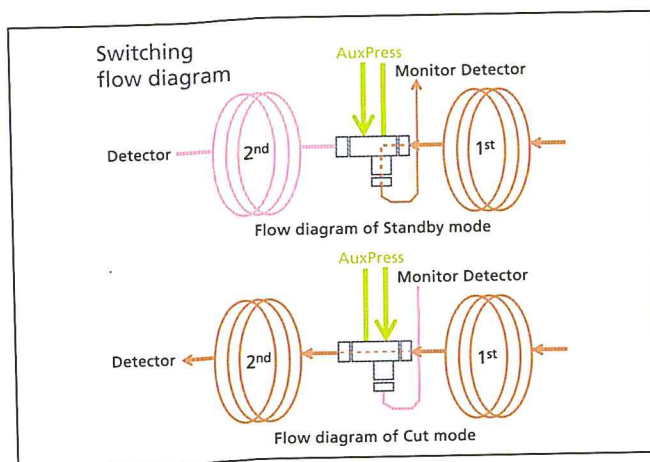 Switching
flow diagram
AuxPress
Monitor Detector
Detector
2nd
1st
Flow diagram of Standby mode
AuxPress
Monitor Detector
Detector
2nd
1st
Flow diagram of Cut mode